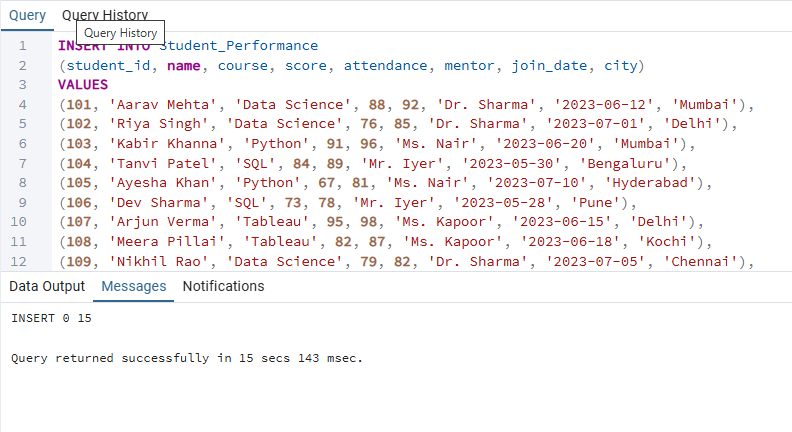 Query Query History
Query History
1 INSERT INTO Student_Performance
2 (student_id, name, course, score, attendance, mentor, join_date, city)
3 VALUES
4 (101, 'Aarav Mehta', 'Data Science', 88, 92, 'Dr. Sharma', '2023-06-12', 'Mumbai'),
5 (102, 'Riya Singh', 'Data Science', 76, 85, 'Dr. Sharma', '2023-07-01', 'Delhi'),
6 (103, 'Kabir Khanna', 'Python', 91, 96, 'Ms. Nair', '2023-06-20', 'Mumbai'),
7 (104, 'Tanvi Patel', 'SQL', 84, 89, 'Mr. Iyer', '2023-05-30', 'Bengaluru'),
8 (105, 'Ayesha Khan', 'Python', 67, 81, 'Ms. Nair', '2023-07-10', 'Hyderabad'),
9 (106, 'Dev Sharma', 'SQL', 73, 78, 'Mr. Iyer', '2023-05-28', 'Pune'),
10 (107, 'Arjun Verma', 'Tableau', 95, 98, 'Ms. Kapoor', '2023-06-15', 'Delhi'),
11 (108, 'Meera Pillai', 'Tableau', 82, 87, 'Ms. Kapoor', '2023-06-18', 'Kochi'),
12 (109, 'Nikhil Rao', 'Data Science', 79, 82, 'Dr. Sharma', '2023-07-05', 'Chennai'),
Data Output Messages Notifications
INSERT 0 15
Query returned successfully in 15 secs 143 msec.